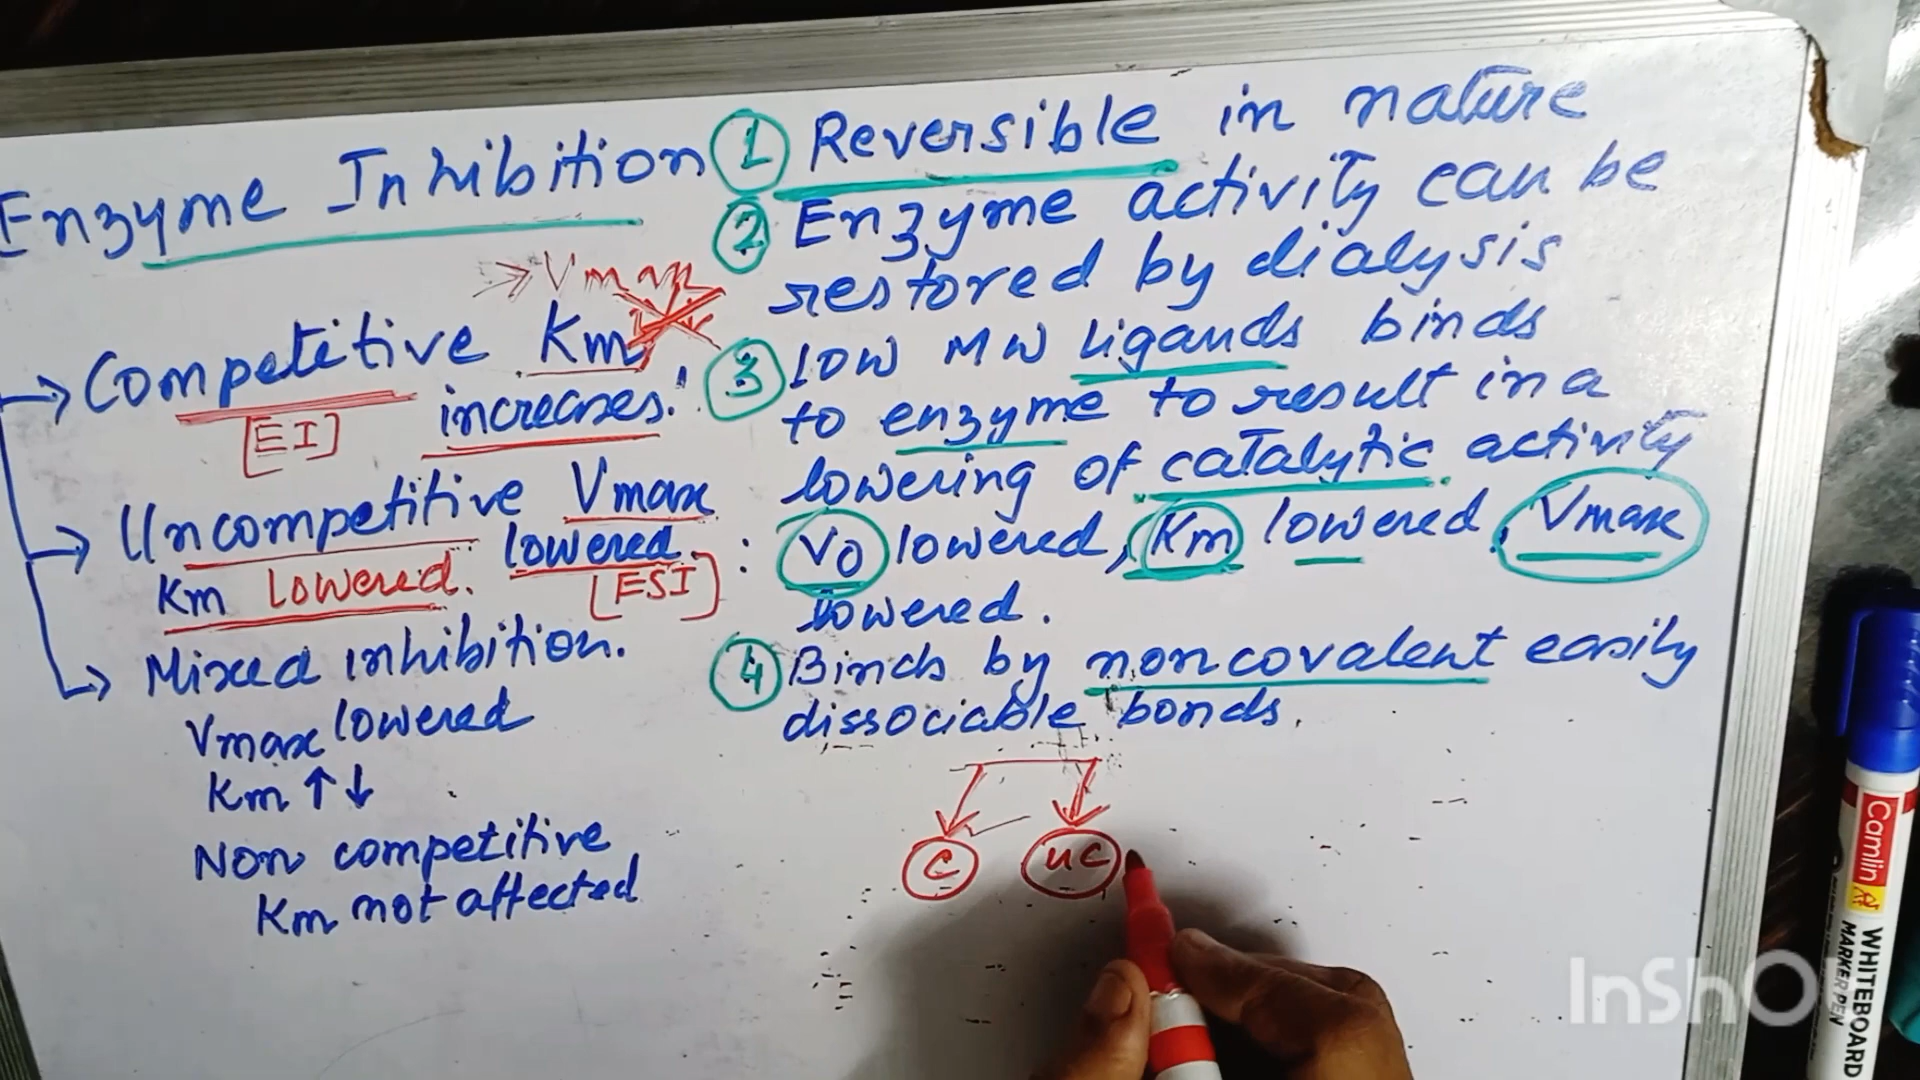 Enzyme Inhibition
→ Vmax
→ Competitive Km
[EI] increases.
→ Uncompetitive Vmax
lowered.
Km lowered. [ESI]
→ Mixed inhibition.
Vmax lowered
Km ↑↓
Non competitive
Km not affected
① Reversible in nature
② Enzyme activity can be
restored by dialysis
③ low MW ligands binds
to enzyme to result in a
lowering of catalytic activity
: Vo lowered, Km lowered, Vmax
lowered.
④ Binds by noncovalent easily
dissociable bonds.
C UC
Camlin
WHITEBOARD
MARKER PEN
InSho